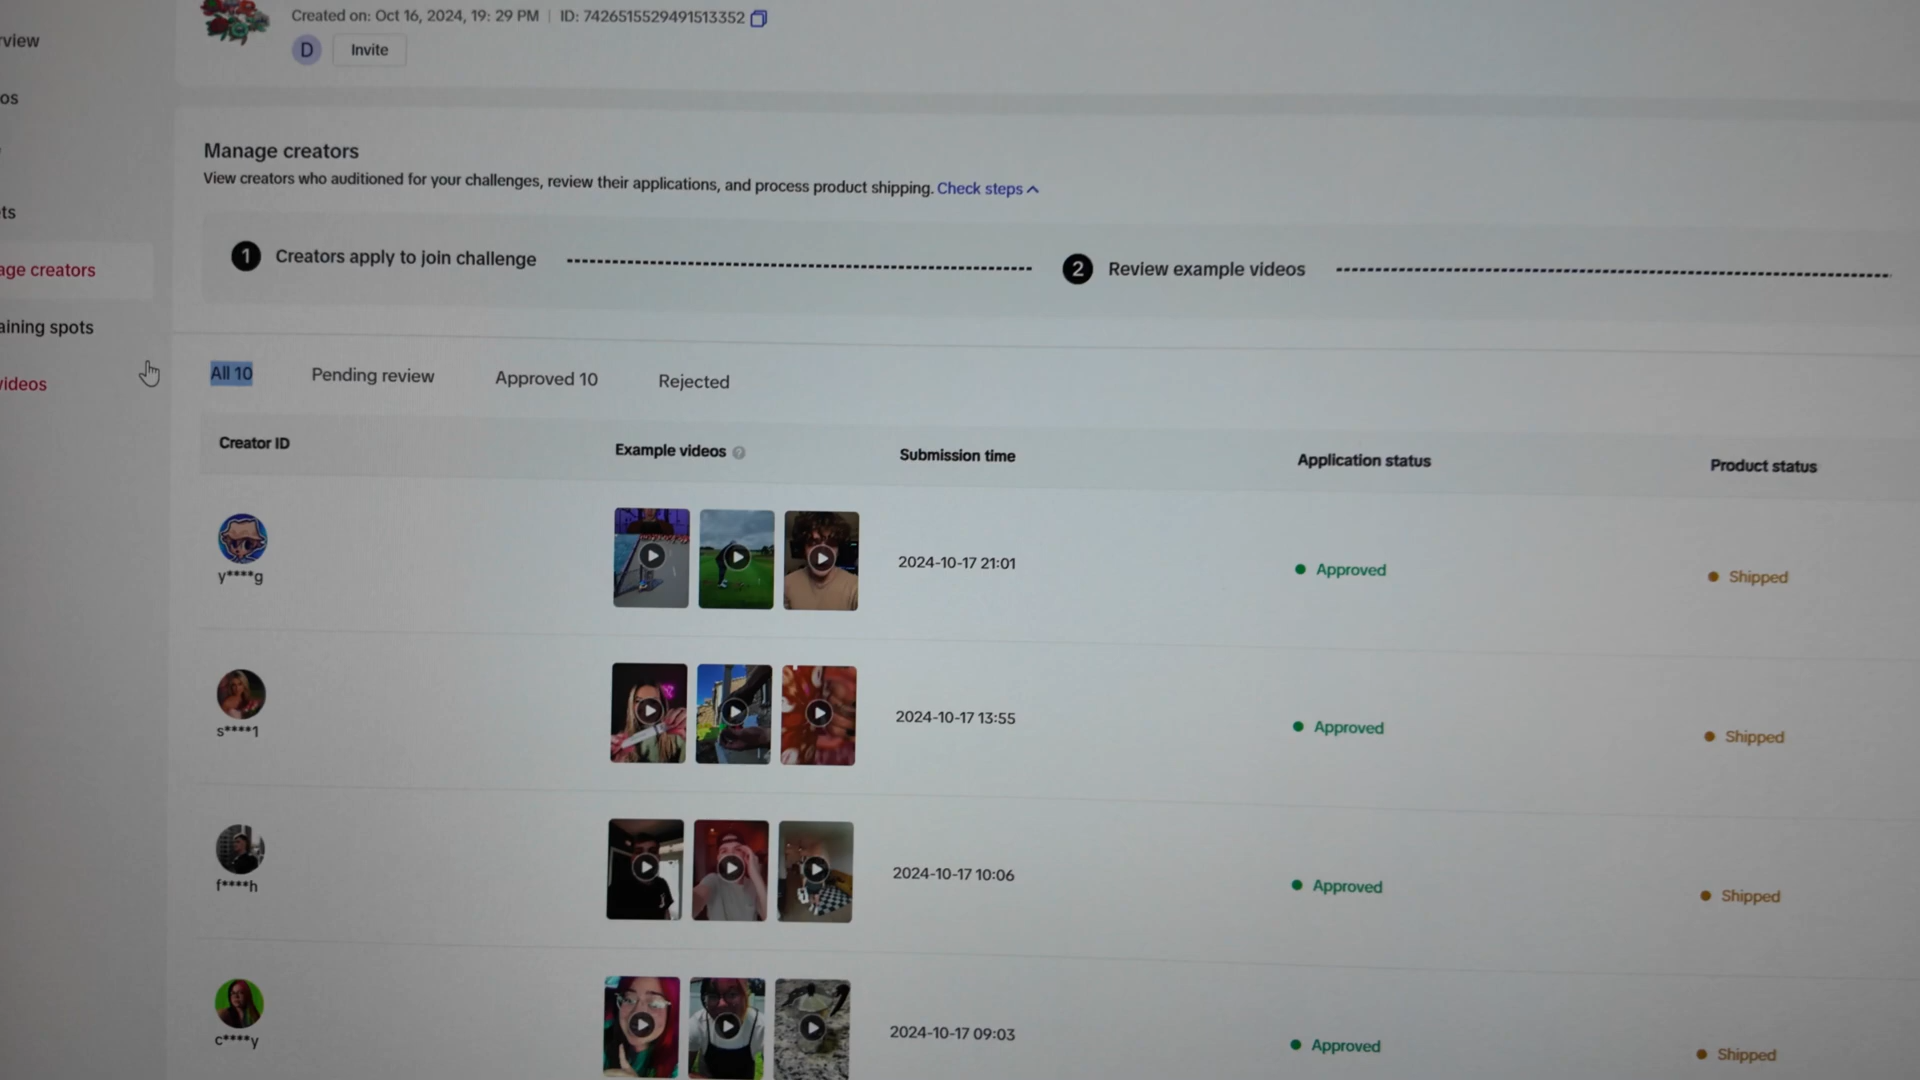 Created on: Oct 16, 2024, 19: 29 PM | ID: 7426515529491513352
D Invite
Manage creators
View creators who auditioned for your challenges, review their applications, and process product shipping. Check steps
1 Creators apply to join challenge
2 Review example videos
rview
os
ts
age creators
aining spots
videos
All 10 Pending review Approved 10 Rejected
Creator ID Example videos ? Submission time Application status Product status
y****g 2024-10-17 21:01 Approved Shipped
s****1 2024-10-17 13:55 Approved Shipped
f****h 2024-10-17 10:06 Approved Shipped
c****y 2024-10-17 09:03 Approved Shipped